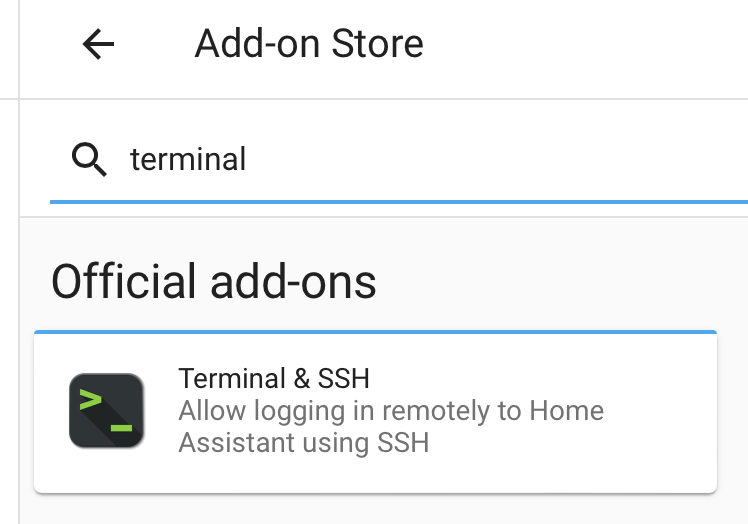 Add-on Store
terminal
Official add-ons
Terminal & SSH
Allow logging in remotely to Home
Assistant using SSH